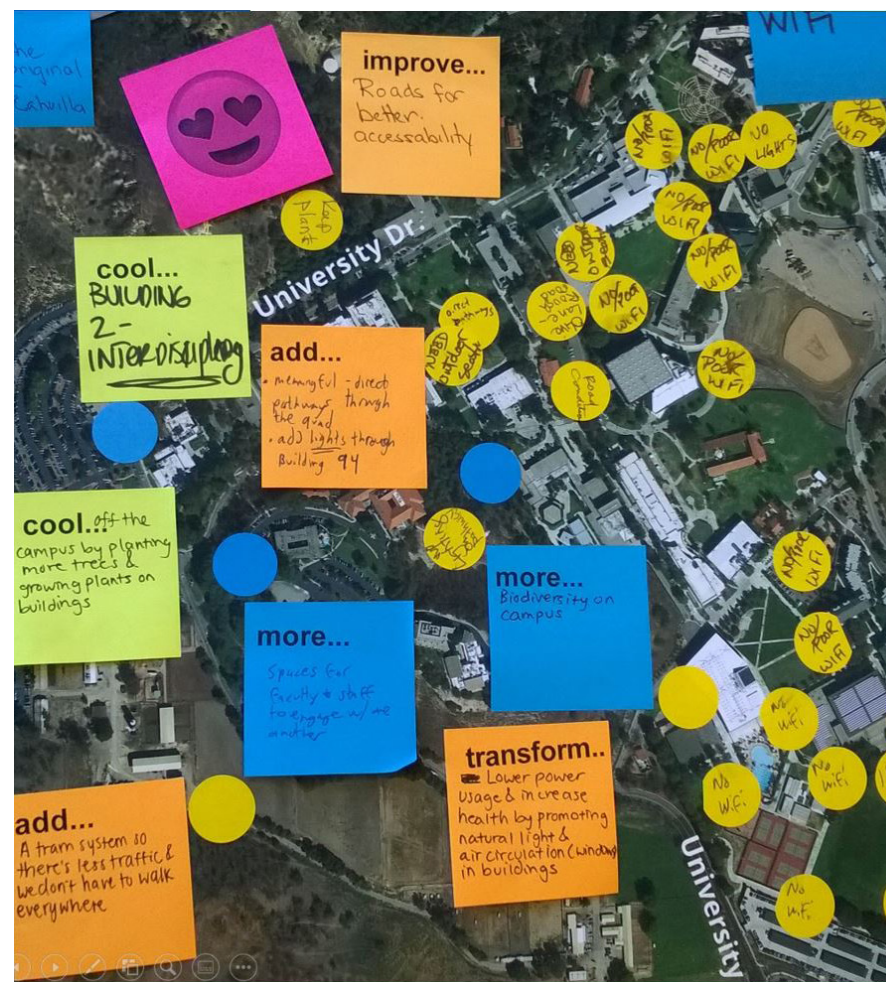 he
original
Cahuilla
improve...
Roads for
better
accessability
WIFI
Keep
Plants
University Dr.
cool...
BUILDING
2-
INTERDISCIPLINARY
add...
• meaningful - direct
pathways through
the quad
• add lights through
Building 94
NO/POOR
WIFI
NO/POOR
WIFI
NO
LIGHTS
WIFI
NO/POOR
WIFI
NO/POOR
WIFI
NO/POOR
WIFI
NO/POOR
WIFI
direct
pathways
NEED
outdoor
seats
Road
Condition
cool... off the
campus by planting
more trees &
growing plants on
buildings
more...
Biodiversity on
campus
more...
Spaces for
faculty & staff
to engage w/ one
another
NO/POOR
WIFI
NO/POOR
WIFI
No
Wifi
No
Wifi
No
Wifi
No
Wifi
transform..
Lower power
usage & increase
health by promoting
natural light &
air circulation (windows)
in buildings
add...
A tram system so
there's less traffic &
we don't have to walk
everywhere
University